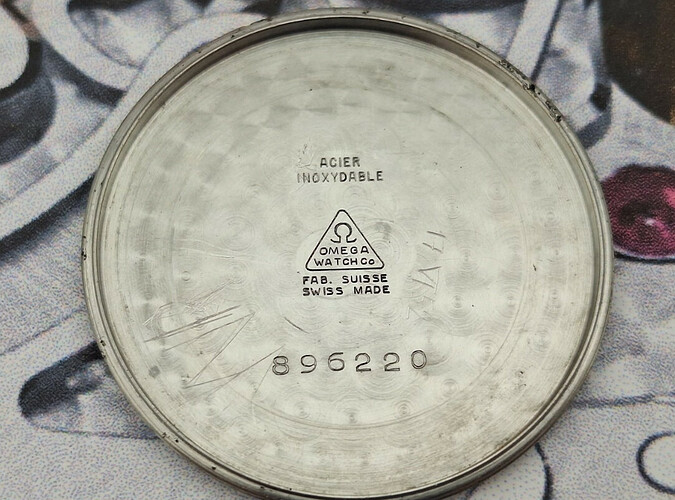 ACIER
INOXYDABLE
Ω
OMEGA
WATCH Co
FAB. SUISSE
SWISS MADE
896220